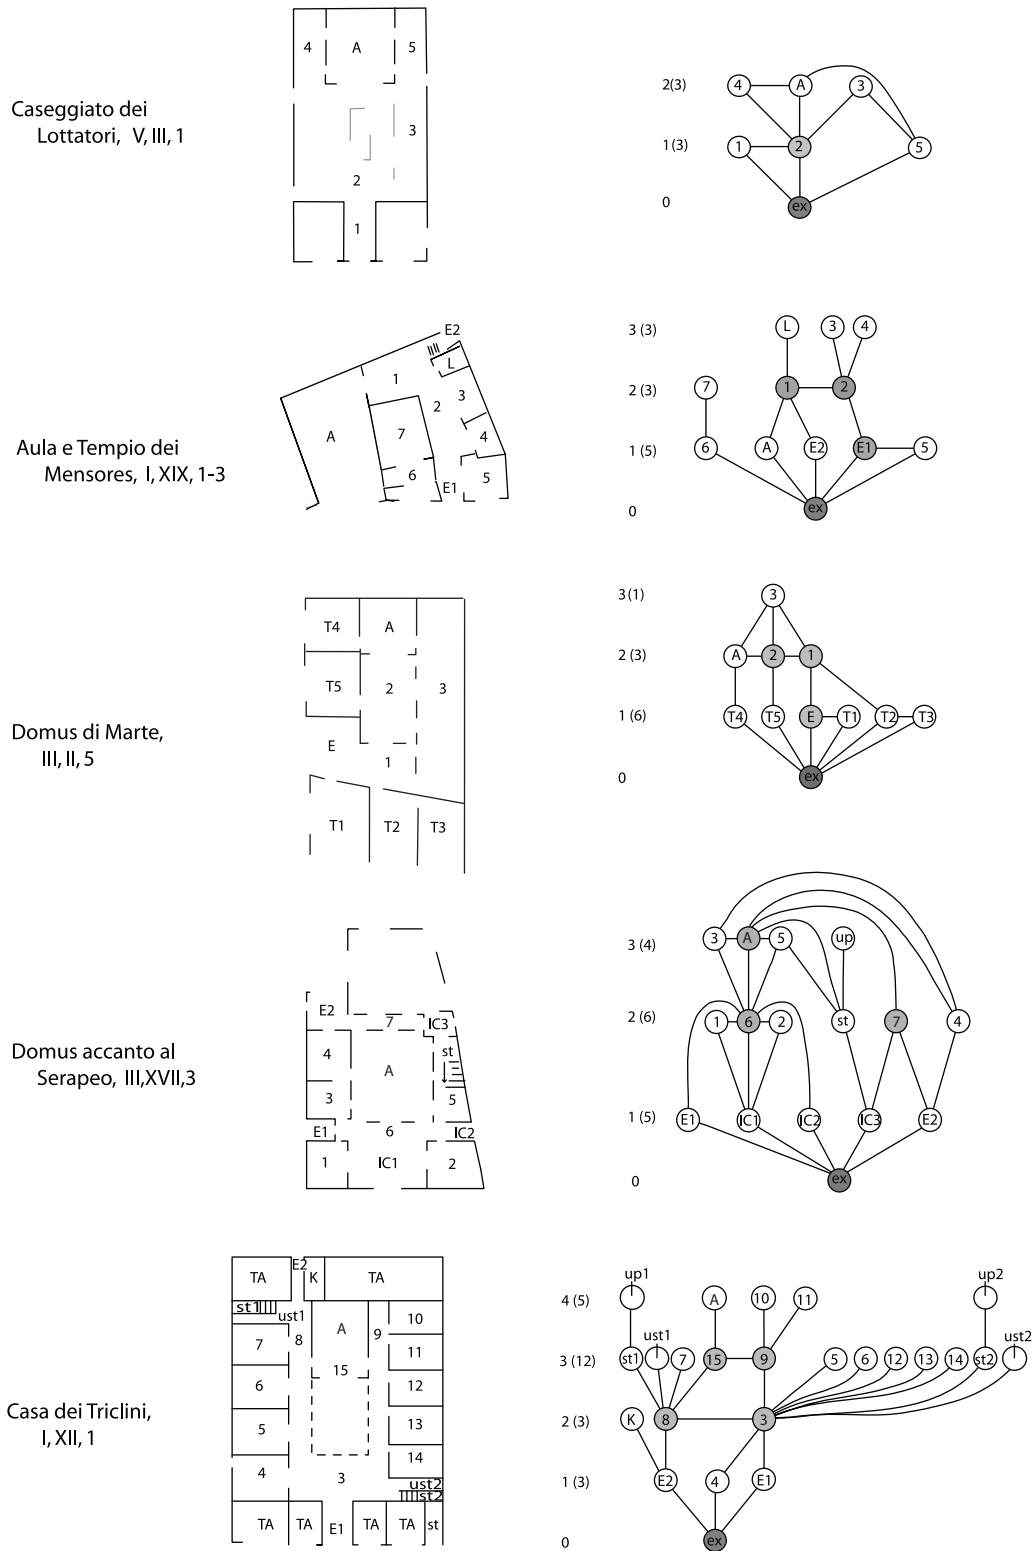 Caseggiato dei
Lottatori, V, III, 1
4 A 5
3
2
1
2(3) 4 A 3
1 (3) 1 2 5
0 ex
Aula e Tempio dei
Mensores, I, XIX, 1-3
E2
L
1
3
2
A 7 4
6 5
E1
3 (3) L 3 4
2 (3) 7 1 2
1 (5) 6 A E2 E1 5
0 ex
Domus di Marte,
III, II, 5
T4 A
T5 2 3
E 1
T1 T2 T3
3 (1) 3
2 (3) A 2 1
1 (6) T4 T5 E T1 T2 T3
0 ex
Domus accanto al
Serapeo, III,XVII,3
E2 7 IC3
4 st
A
3 5
E1 6 IC2
1 IC1 2
3 (4) 3 A 5 up
2 (6) 1 6 2 st 7 4
1 (5) E1 IC1 IC2 IC3 E2
0 ex
Casa dei Triclini,
I, XII, 1
E2
TA K TA
st1 ust1
8 A 9 10
7 11
15
6 12
5 13
4 3 14
ust2
st2
TA TA E1 TA TA st
up1 up2
4 (5) A 10 11
ust1 ust2
3 (12) st1 7 15 9 5 6 12 13 14 st2
2 (3) K 8 3
1 (3) E2 4 E1
0 ex